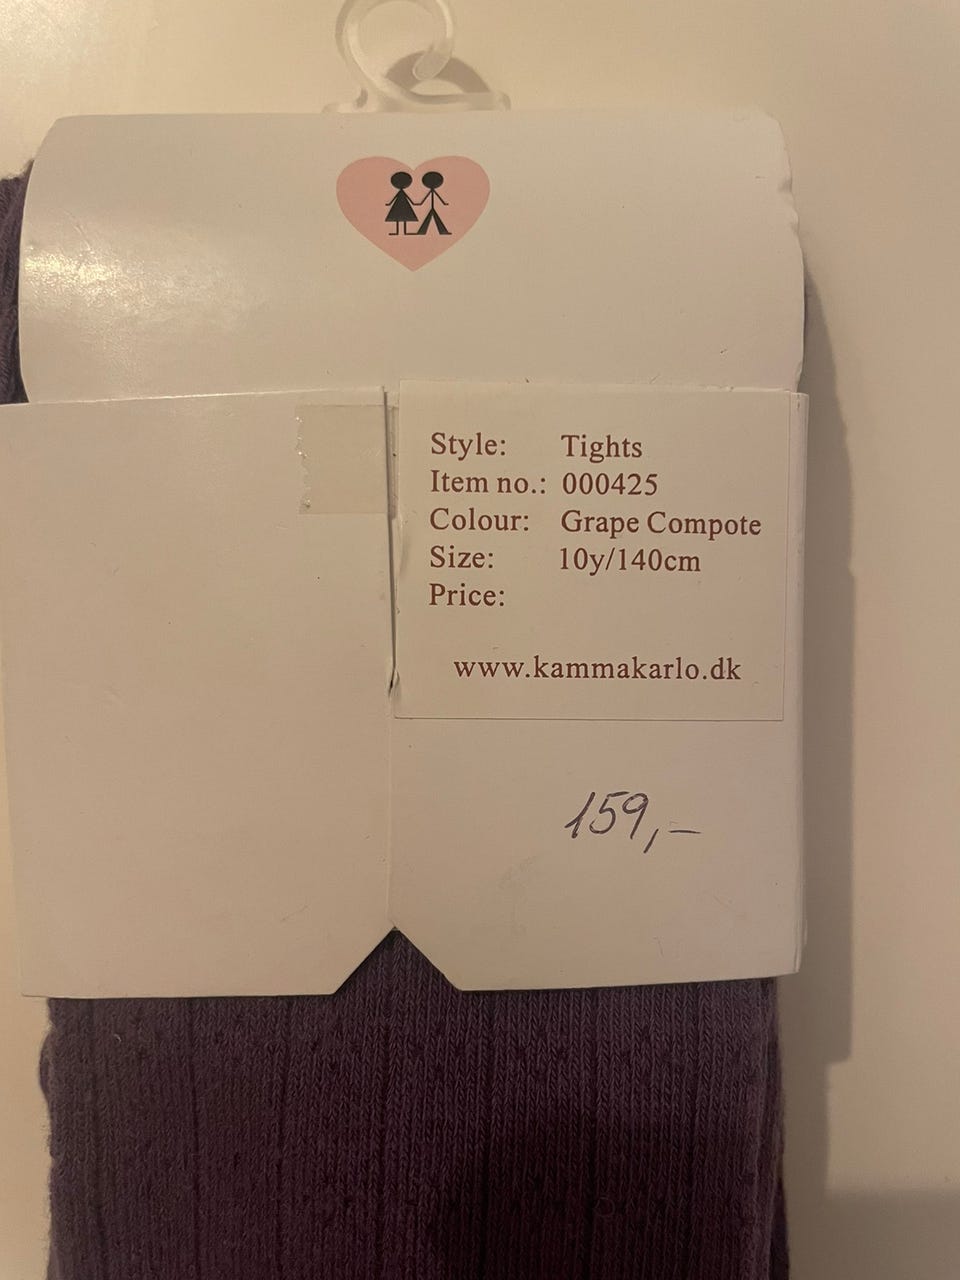 Style: Tights
Item no.: 000425
Colour: Grape Compote
Size: 10y/140cm
Price:
www.kammakarlo.dk
159,-